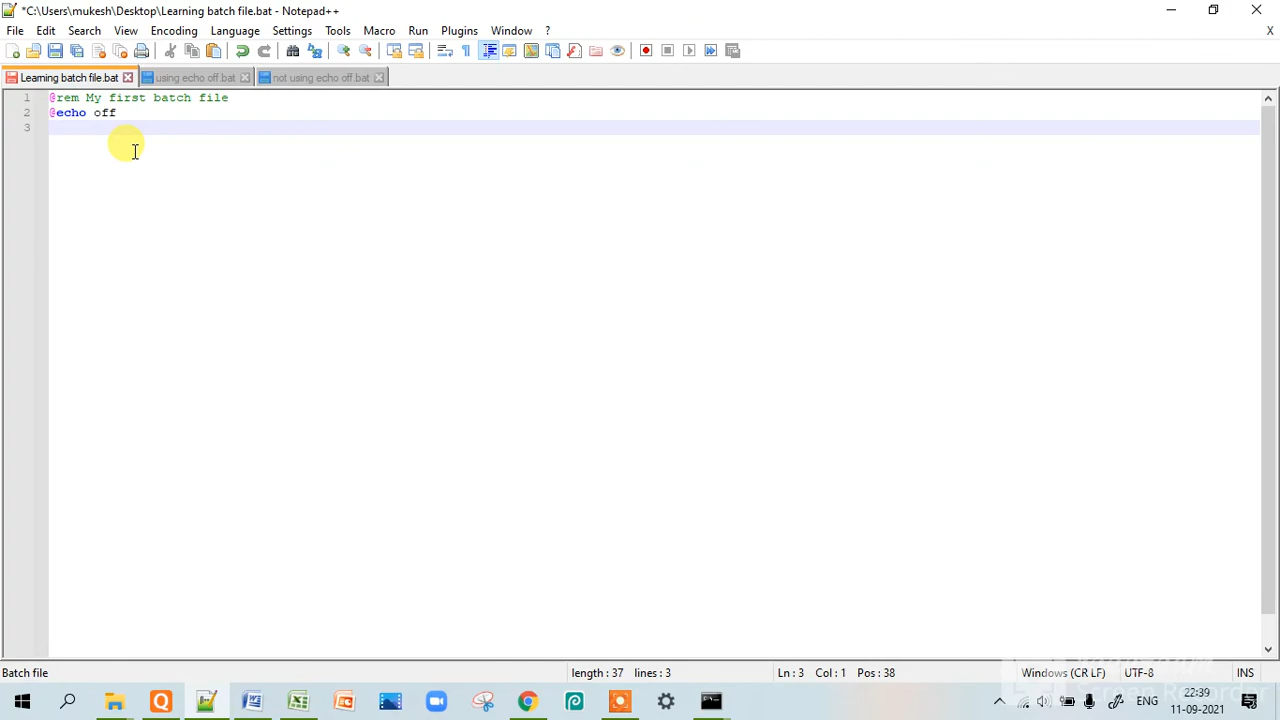 *C:\Users\mukesh\Desktop\Learning batch file.bat - Notepad++
File Edit Search View Encoding Language Settings Tools Macro Run Plugins Window ? X
Learning batch file.bat using echo off.bat not using echo off.bat
1 @rem My first batch file
2 @echo off
3
Batch file length : 37 lines : 3 Ln : 3 Col : 1 Pos : 38 Windows (CR LF) UTF-8 INS
ENG 22:39
11-09-2021